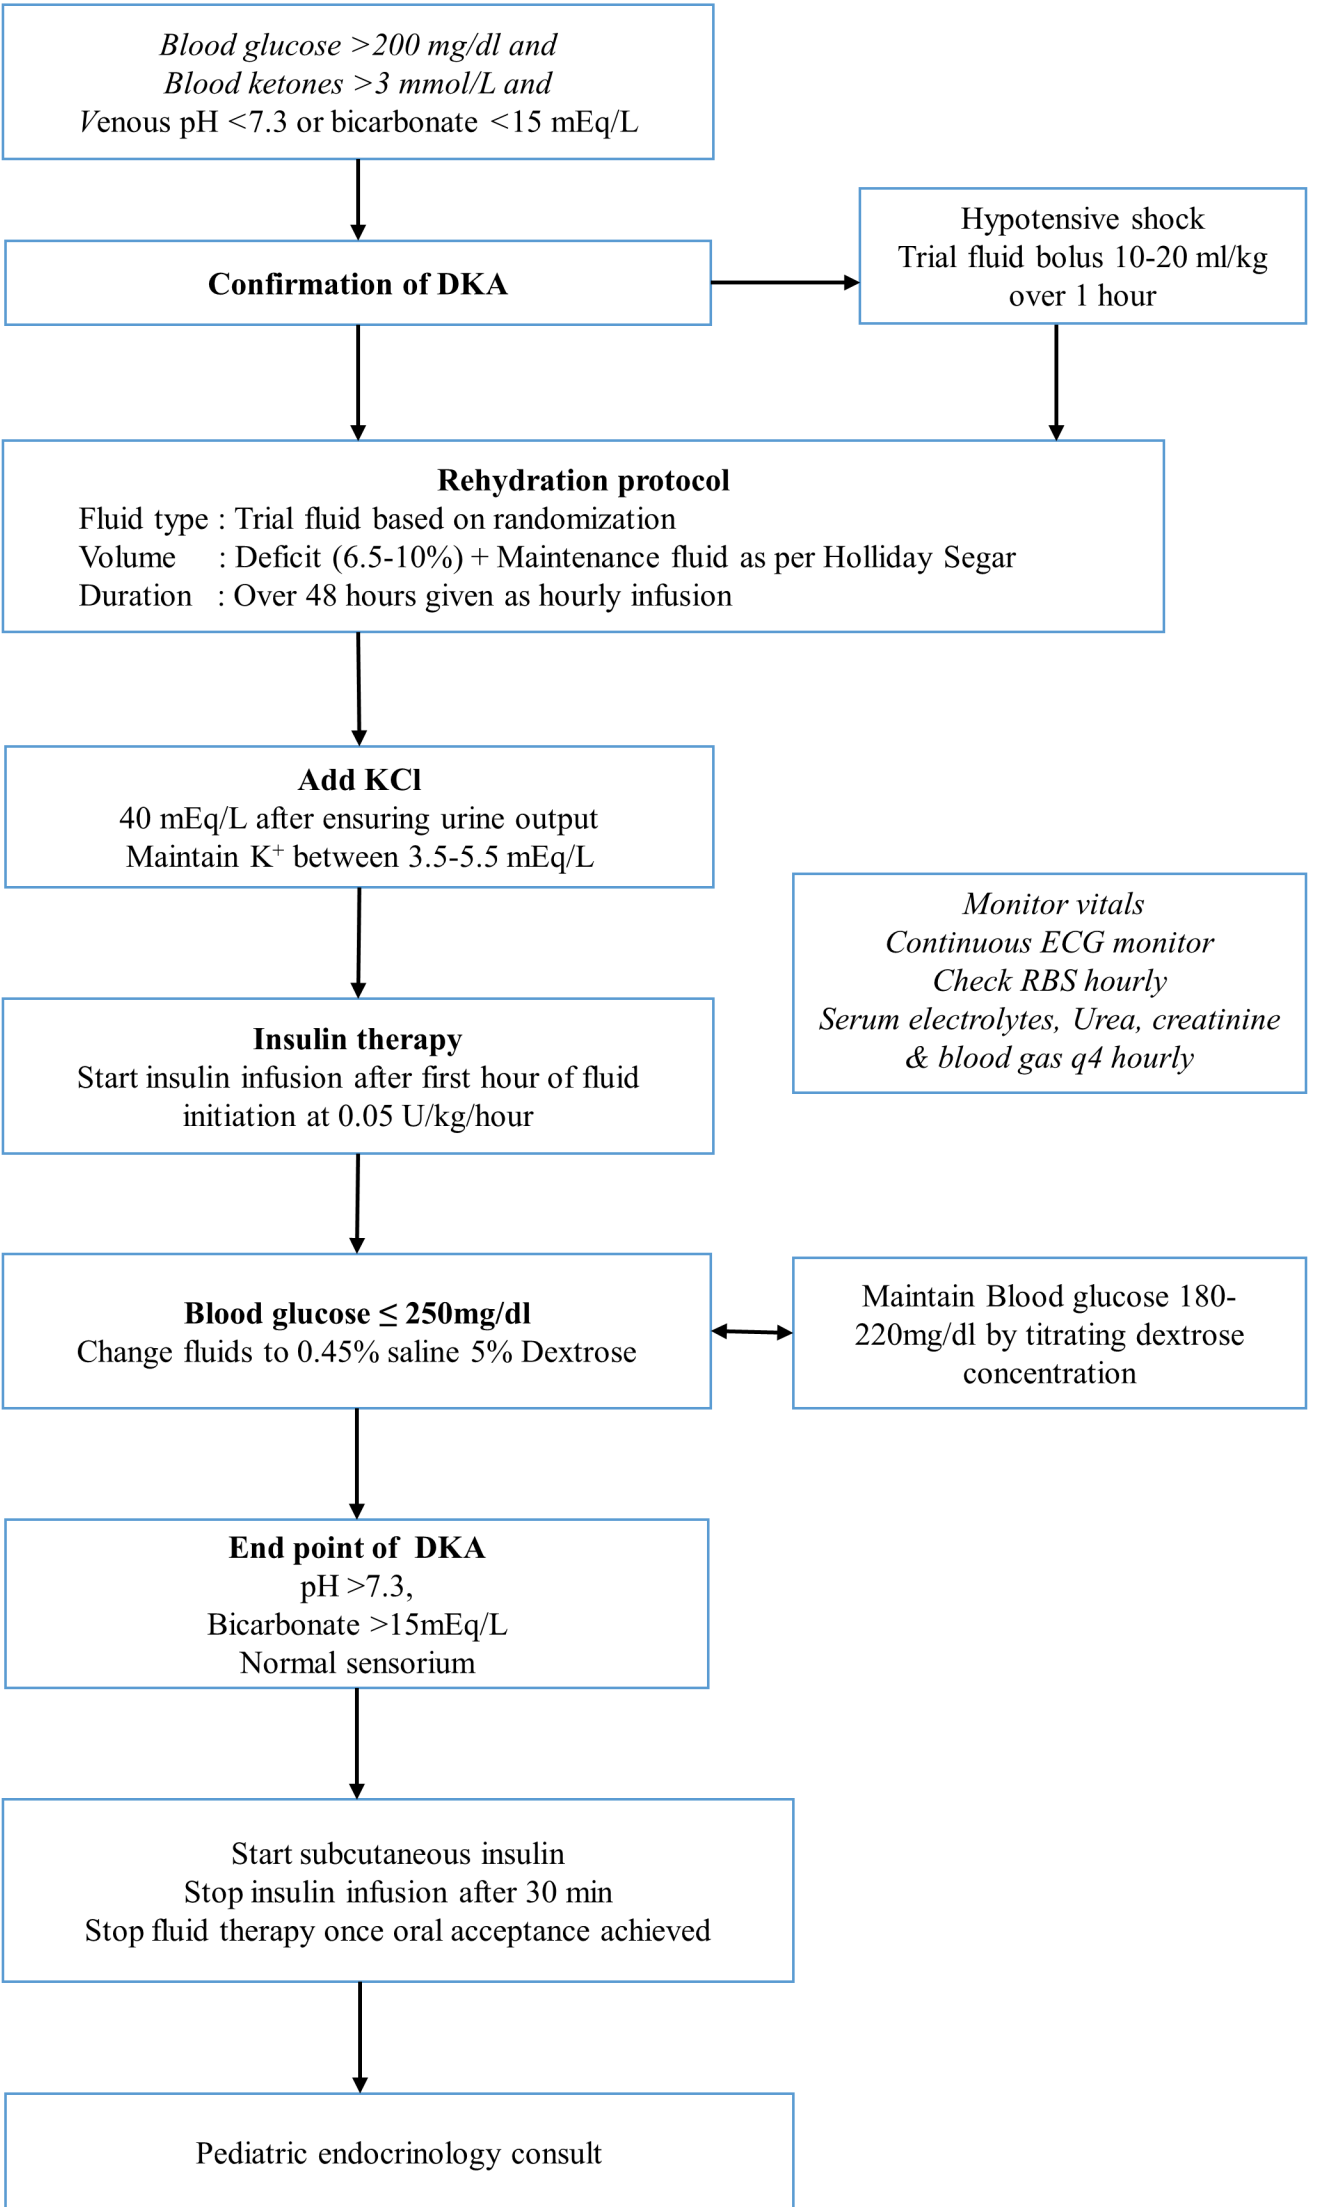 Blood glucose >200 mg/dl and
Blood ketones >3 mmol/L and
Venous pH <7.3 or bicarbonate <15 mEq/L
Confirmation of DKA
Hypotensive shock
Trial fluid bolus 10-20 ml/kg
over 1 hour
Rehydration protocol
Fluid type : Trial fluid based on randomization
Volume : Deficit (6.5-10%) + Maintenance fluid as per Holliday Segar
Duration : Over 48 hours given as hourly infusion
Add KCl
40 mEq/L after ensuring urine output
Maintain K⁺ between 3.5-5.5 mEq/L
Monitor vitals
Continuous ECG monitor
Check RBS hourly
Serum electrolytes, Urea, creatinine
& blood gas q4 hourly
Insulin therapy
Start insulin infusion after first hour of fluid
initiation at 0.05 U/kg/hour
Blood glucose ≤ 250mg/dl
Change fluids to 0.45% saline 5% Dextrose
Maintain Blood glucose 180-
220mg/dl by titrating dextrose
concentration
End point of DKA
pH >7.3,
Bicarbonate >15mEq/L
Normal sensorium
Start subcutaneous insulin
Stop insulin infusion after 30 min
Stop fluid therapy once oral acceptance achieved
Pediatric endocrinology consult